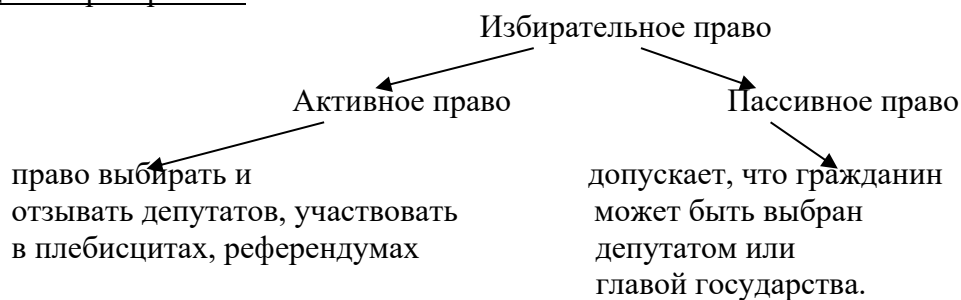 Избирательное право
Активное право Пассивное право
право выбирать и
отзывать депутатов, участвовать
в плебисцитах, референдумах
допускает, что гражданин
может быть выбран
депутатом или
главой государства.